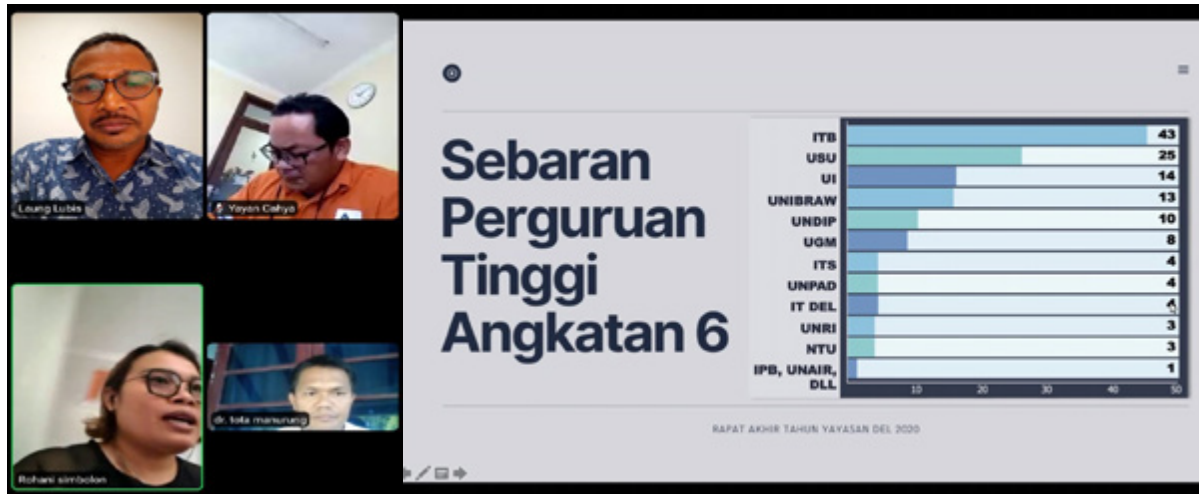 Laung Lubis
Yayan Cahya
Rohani simbolon
dr. tota manurung
Sebaran
Perguruan
Tinggi
Angkatan 6
ITB 43
USU 25
UI 14
UNIBRAW 13
UNDIP 10
UGM 8
ITS 4
UNPAD 4
IT DEL 4
UNRI 3
NTU 3
IPB, UNAIR, 1
DLL
10 20 30 40 50
RAPAT AKHIR TAHUN YAYASAN DEL 2020